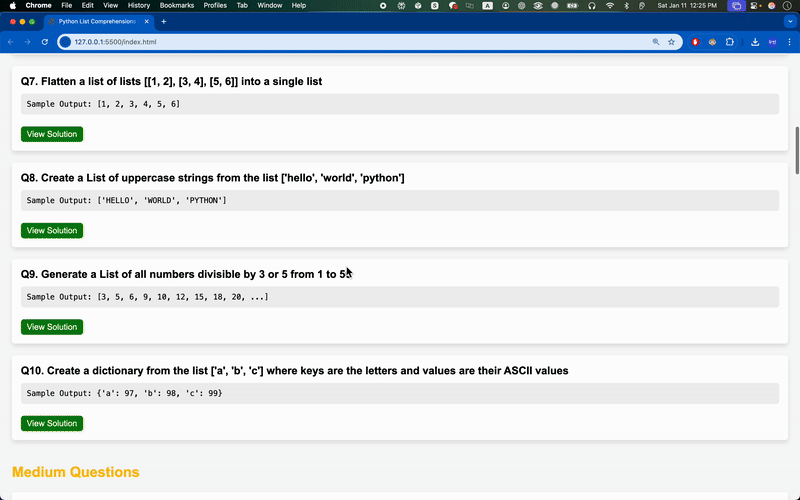 Chrome File Edit View History Bookmarks Profiles Tab Window Help Sat Jan 11 12:25 PM
Python List Comprehensions
127.0.0.1:5500/index.html
Q7. Flatten a list of lists [[1, 2], [3, 4], [5, 6]] into a single list
Sample Output: [1, 2, 3, 4, 5, 6]
View Solution
Q8. Create a List of uppercase strings from the list ['hello', 'world', 'python']
Sample Output: ['HELLO', 'WORLD', 'PYTHON']
View Solution
Q9. Generate a List of all numbers divisible by 3 or 5 from 1 to
Sample Output: [3, 5, 6, 9, 10, 12, 15, 18, 20, ...]
View Solution
Q10. Create a dictionary from the list ['a', 'b', 'c'] where keys are the letters and values are their ASCII values
Sample Output: {'a': 97, 'b': 98, 'c': 99}
View Solution
Medium Questions